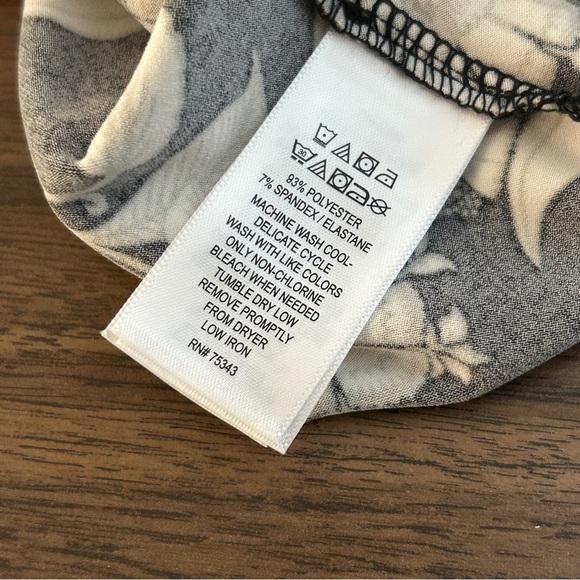 30
93% POLYESTER
7% SPANDEX / ELASTANE
MACHINE WASH COOL-
DELICATE CYCLE
WASH WITH LIKE COLORS
ONLY NON-CHLORINE
BLEACH WHEN NEEDED
TUMBLE DRY LOW
REMOVE PROMPTLY
FROM DRYER
LOW IRON
RN# 75343